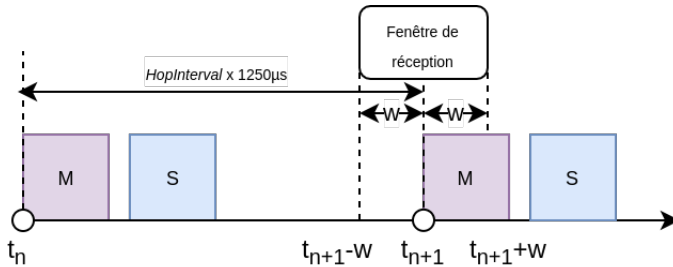 Fenêtre de
réception
HopInterval x 1250µs
w w
M S M S
tn tn+1-w tn+1 tn+1+w